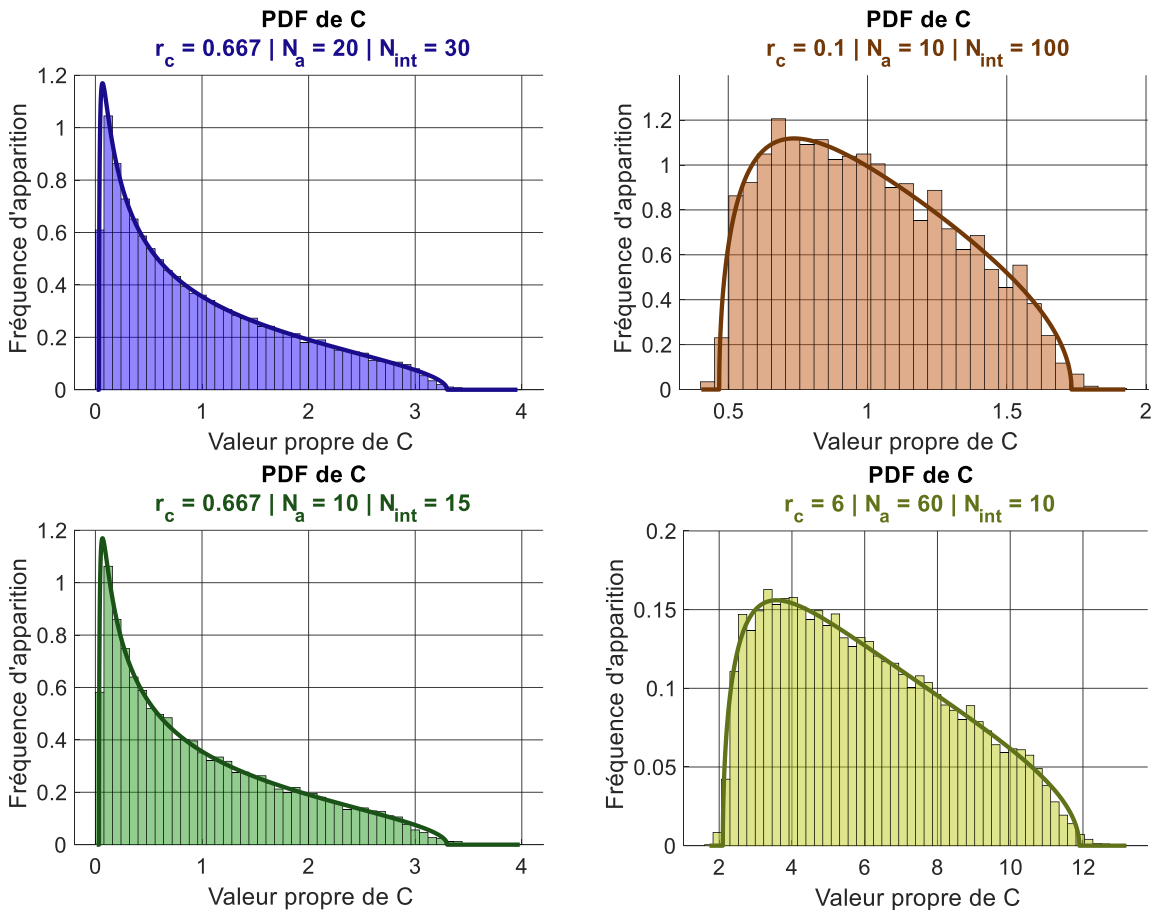 PDF de C
r_c = 0.667 | N_a = 20 | N_int = 30
Fréquence d'apparition
1.2
1
0.8
0.6
0.4
0.2
0
0 1 2 3 4
Valeur propre de C
PDF de C
r_c = 0.1 | N_a = 10 | N_int = 100
Fréquence d'apparition
1.2
1
0.8
0.6
0.4
0.2
0
0.5 1 1.5 2
Valeur propre de C
PDF de C
r_c = 0.667 | N_a = 10 | N_int = 15
Fréquence d'apparition
1.2
1
0.8
0.6
0.4
0.2
0
0 1 2 3 4
Valeur propre de C
PDF de C
r_c = 6 | N_a = 60 | N_int = 10
Fréquence d'apparition
0.2
0.15
0.1
0.05
0
2 4 6 8 10 12
Valeur propre de C